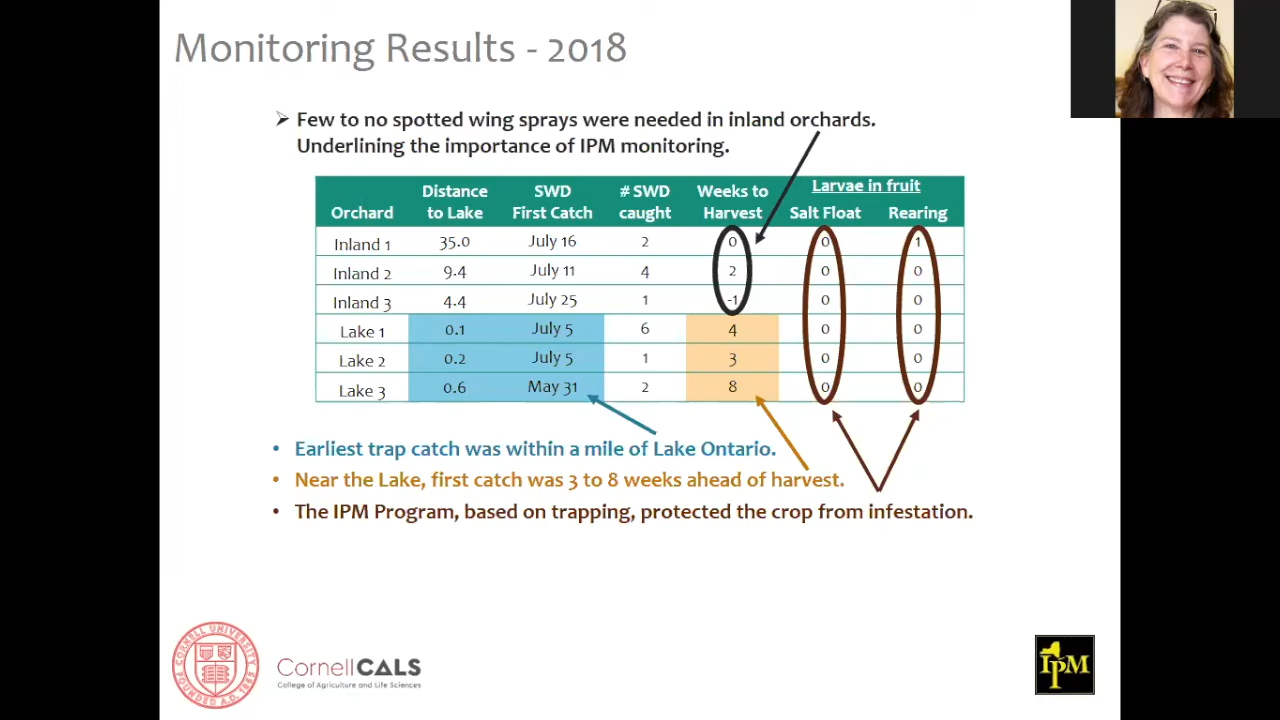 Monitoring Results - 2018
➢ Few to no spotted wing sprays were needed in inland orchards.
Underlining the importance of IPM monitoring.
Orchard Distance to Lake SWD First Catch # SWD caught Weeks to Harvest Larvae in fruit Salt Float Rearing
Inland 1 35.0 July 16 2 0 0 1
Inland 2 9.4 July 11 4 2 0 0
Inland 3 4.4 July 25 1 -1 0 0
Lake 1 0.1 July 5 6 4 0 0
Lake 2 0.2 July 5 1 3 0 0
Lake 3 0.6 May 31 2 8 0 0
• Earliest trap catch was within a mile of Lake Ontario.
• Near the Lake, first catch was 3 to 8 weeks ahead of harvest.
• The IPM Program, based on trapping, protected the crop from infestation.
CORNELL UNIVERSITY
FOUNDED A.D. 1865
CornellCALS
College of Agriculture and Life Sciences
IPM